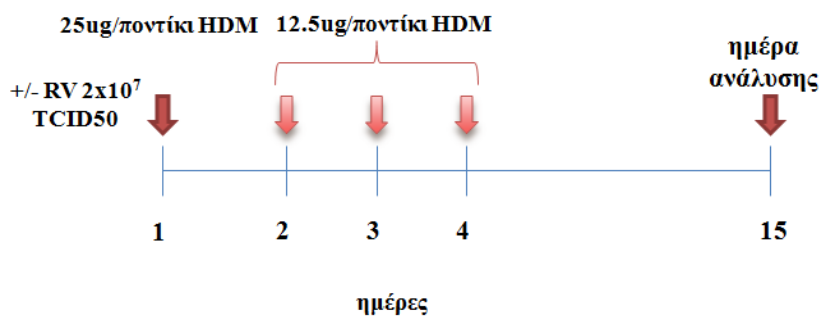 25ug/ποντίκι HDM 12.5ug/ποντίκι HDM
+/- RV 2x10⁷
TCID50
ημέρα
ανάλυσης
1 2 3 4 15
ημέρες